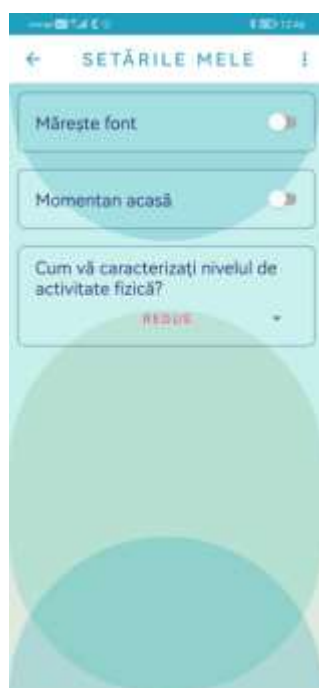 SETĂRILE MELE
Mărește font
Momentan acasă
Cum vă caracterizați nivelul de
activitate fizică?
REDUS